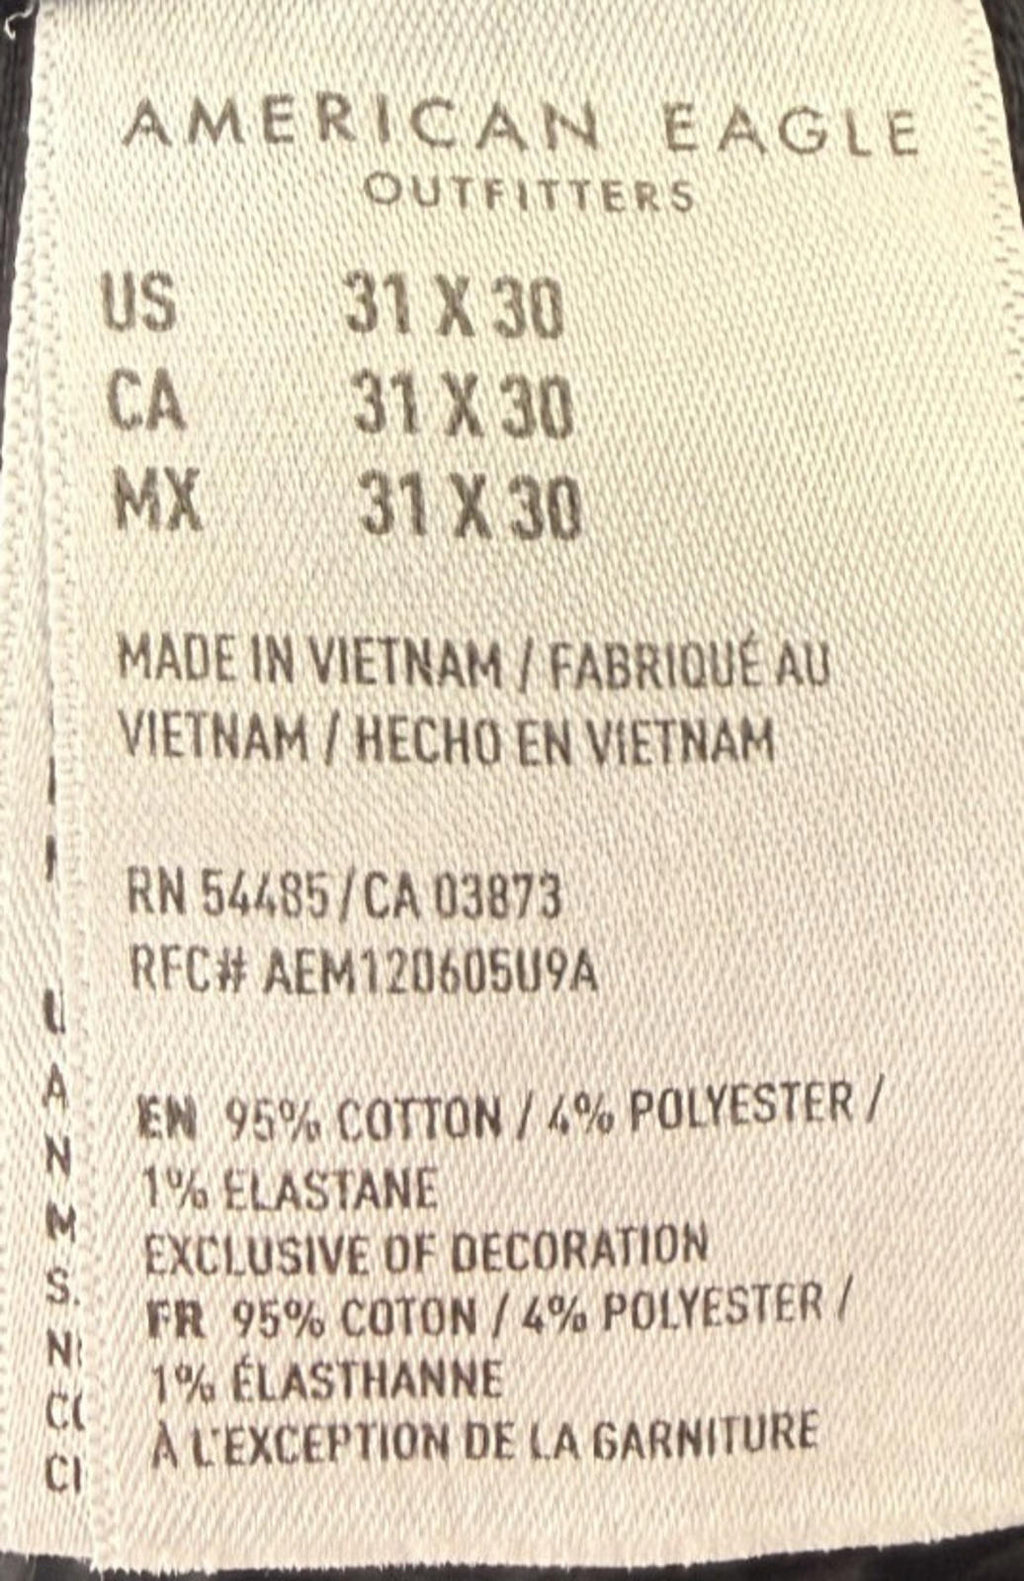 AMERICAN EAGLE
OUTFITTERS
US 31 X 30
CA 31 X 30
MX 31 X 30
MADE IN VIETNAM / FABRIQUÉ AU
VIETNAM / HECHO EN VIETNAM
RN 54485 / CA 03873
RFC# AEM120605U9A
EN 95% COTTON / 4% POLYESTER /
1% ELASTANE
EXCLUSIVE OF DECORATION
FR 95% COTON / 4% POLYESTER /
1% ÉLASTHANNE
À L'EXCEPTION DE LA GARNITURE